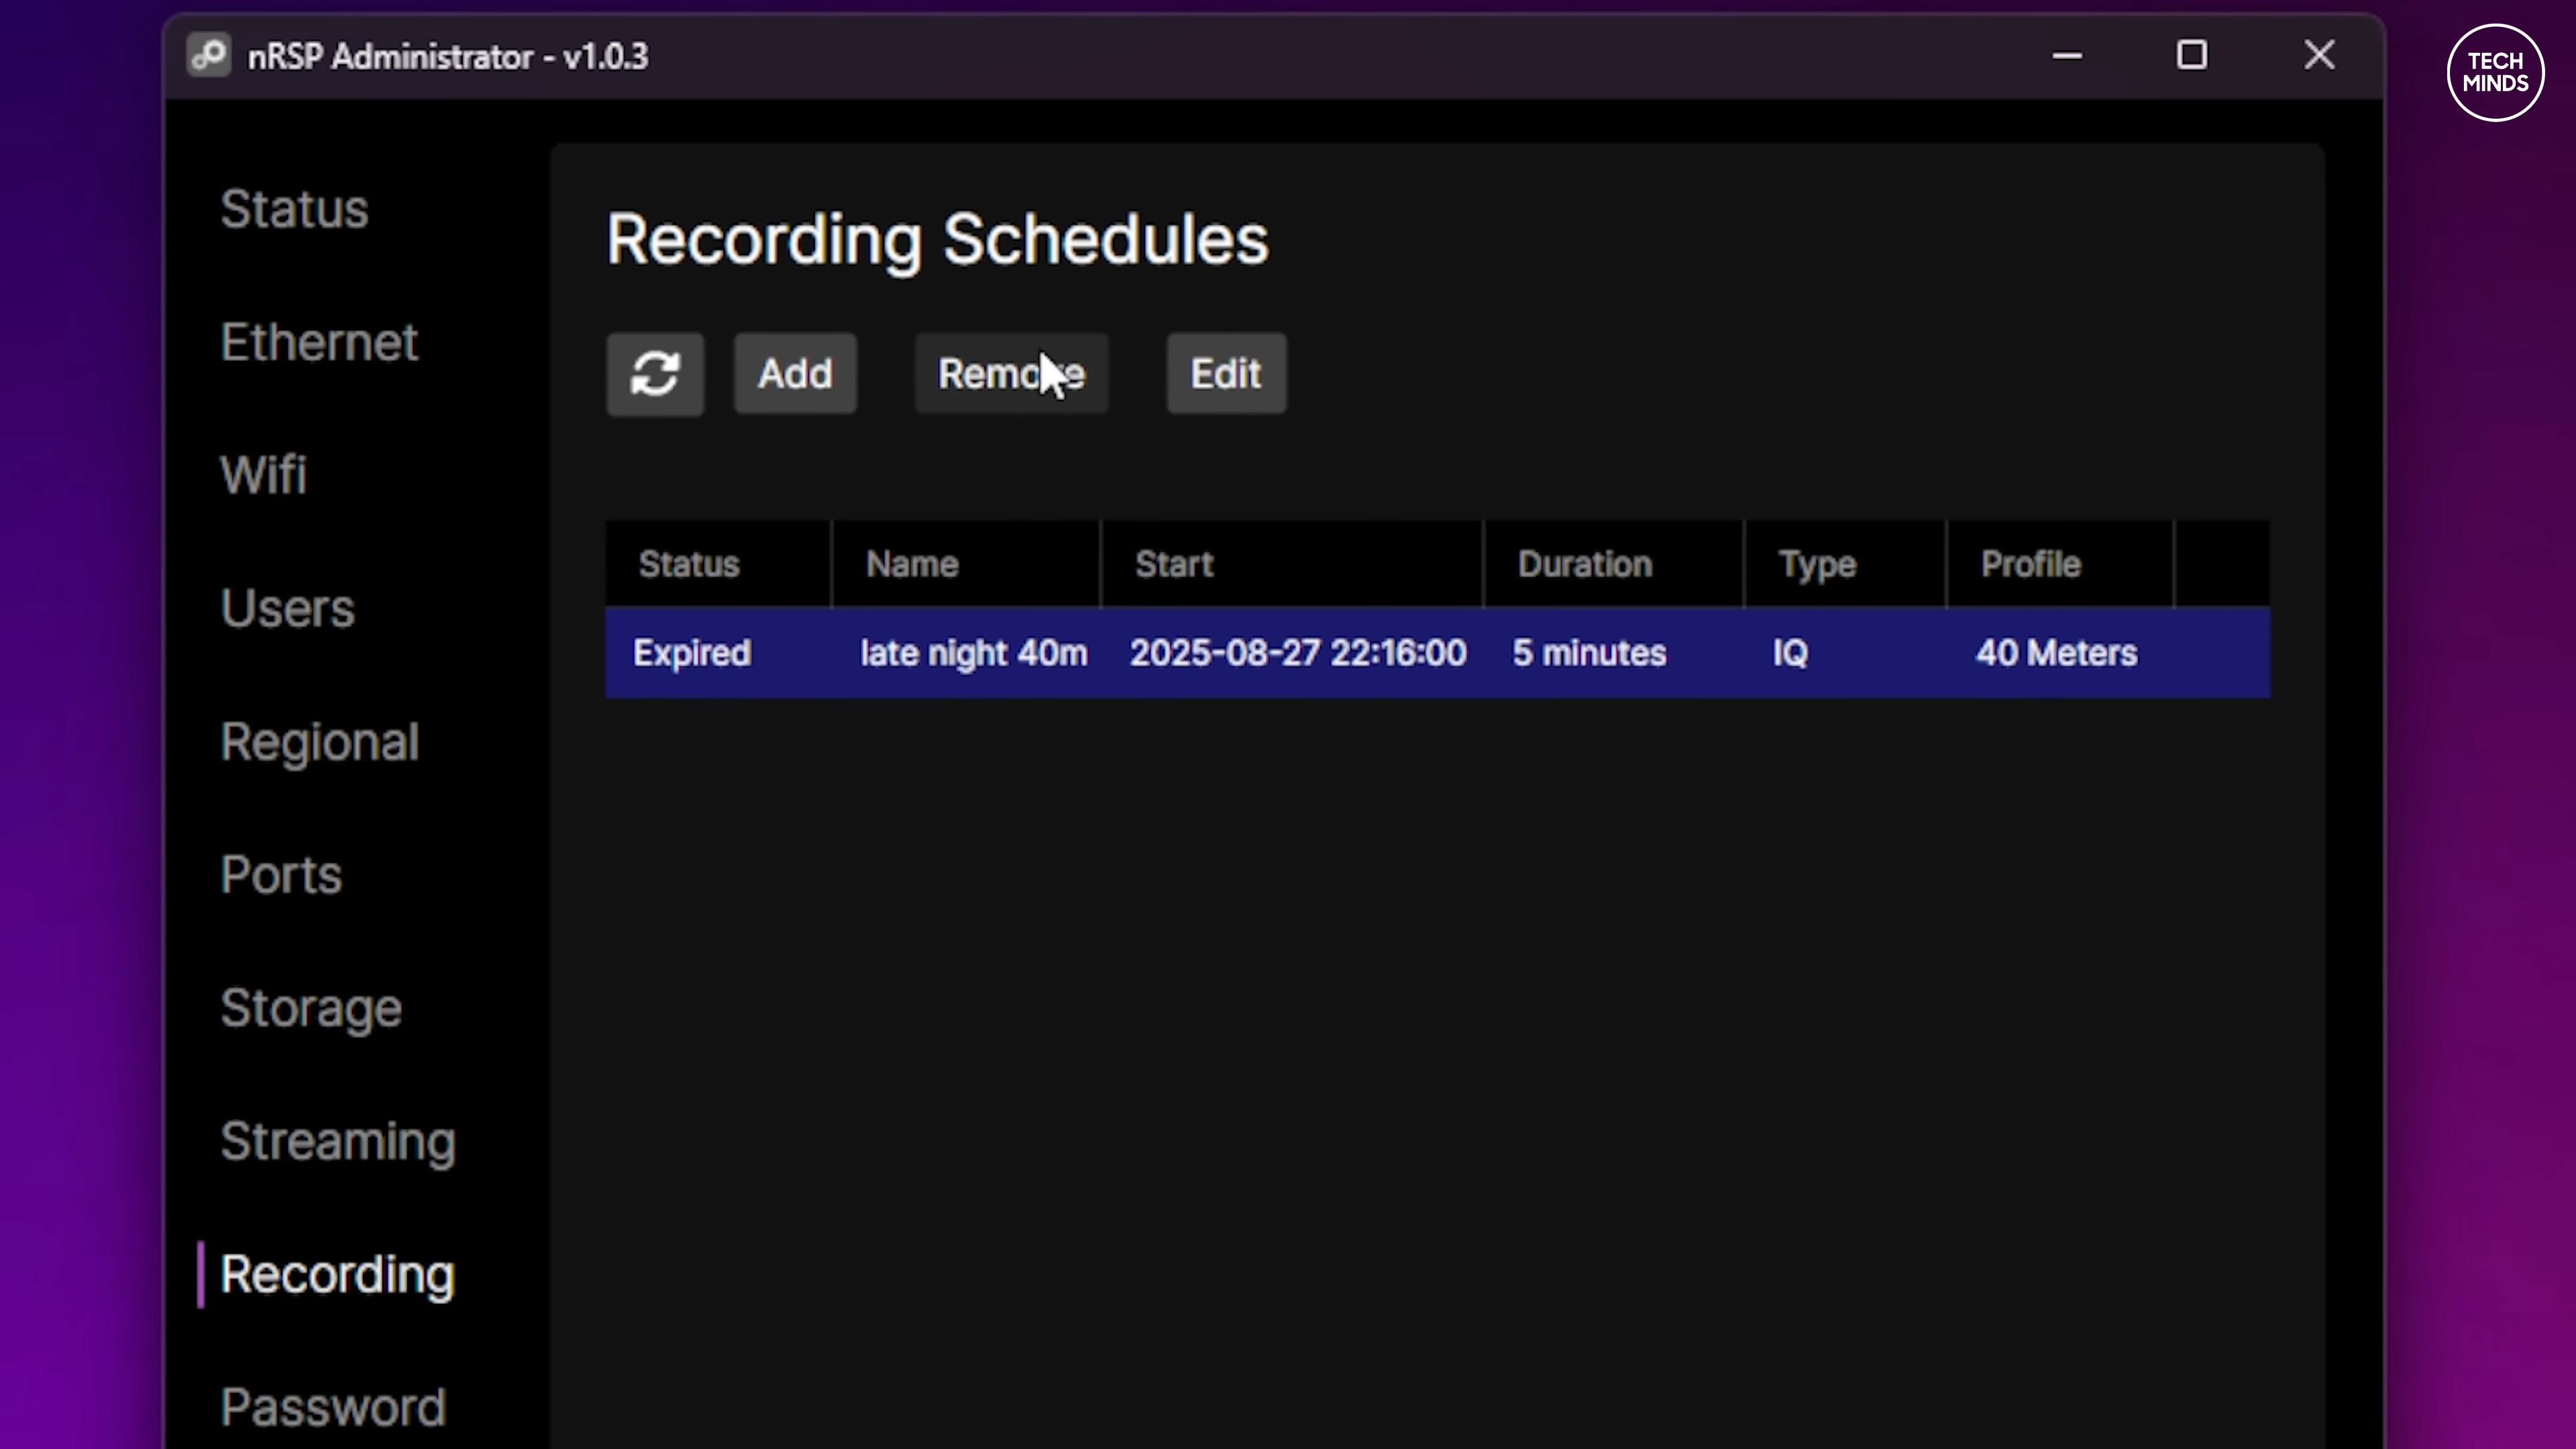 nRSP Administrator - v1.0.3
TECH
MINDS
Status
Ethernet
Wifi
Users
Regional
Ports
Storage
Streaming
Recording
Password
Recording Schedules
Add
Remove
Edit
Status Name Start Duration Type Profile
Expired late night 40m 2025-08-27 22:16:00 5 minutes IQ 40 Meters